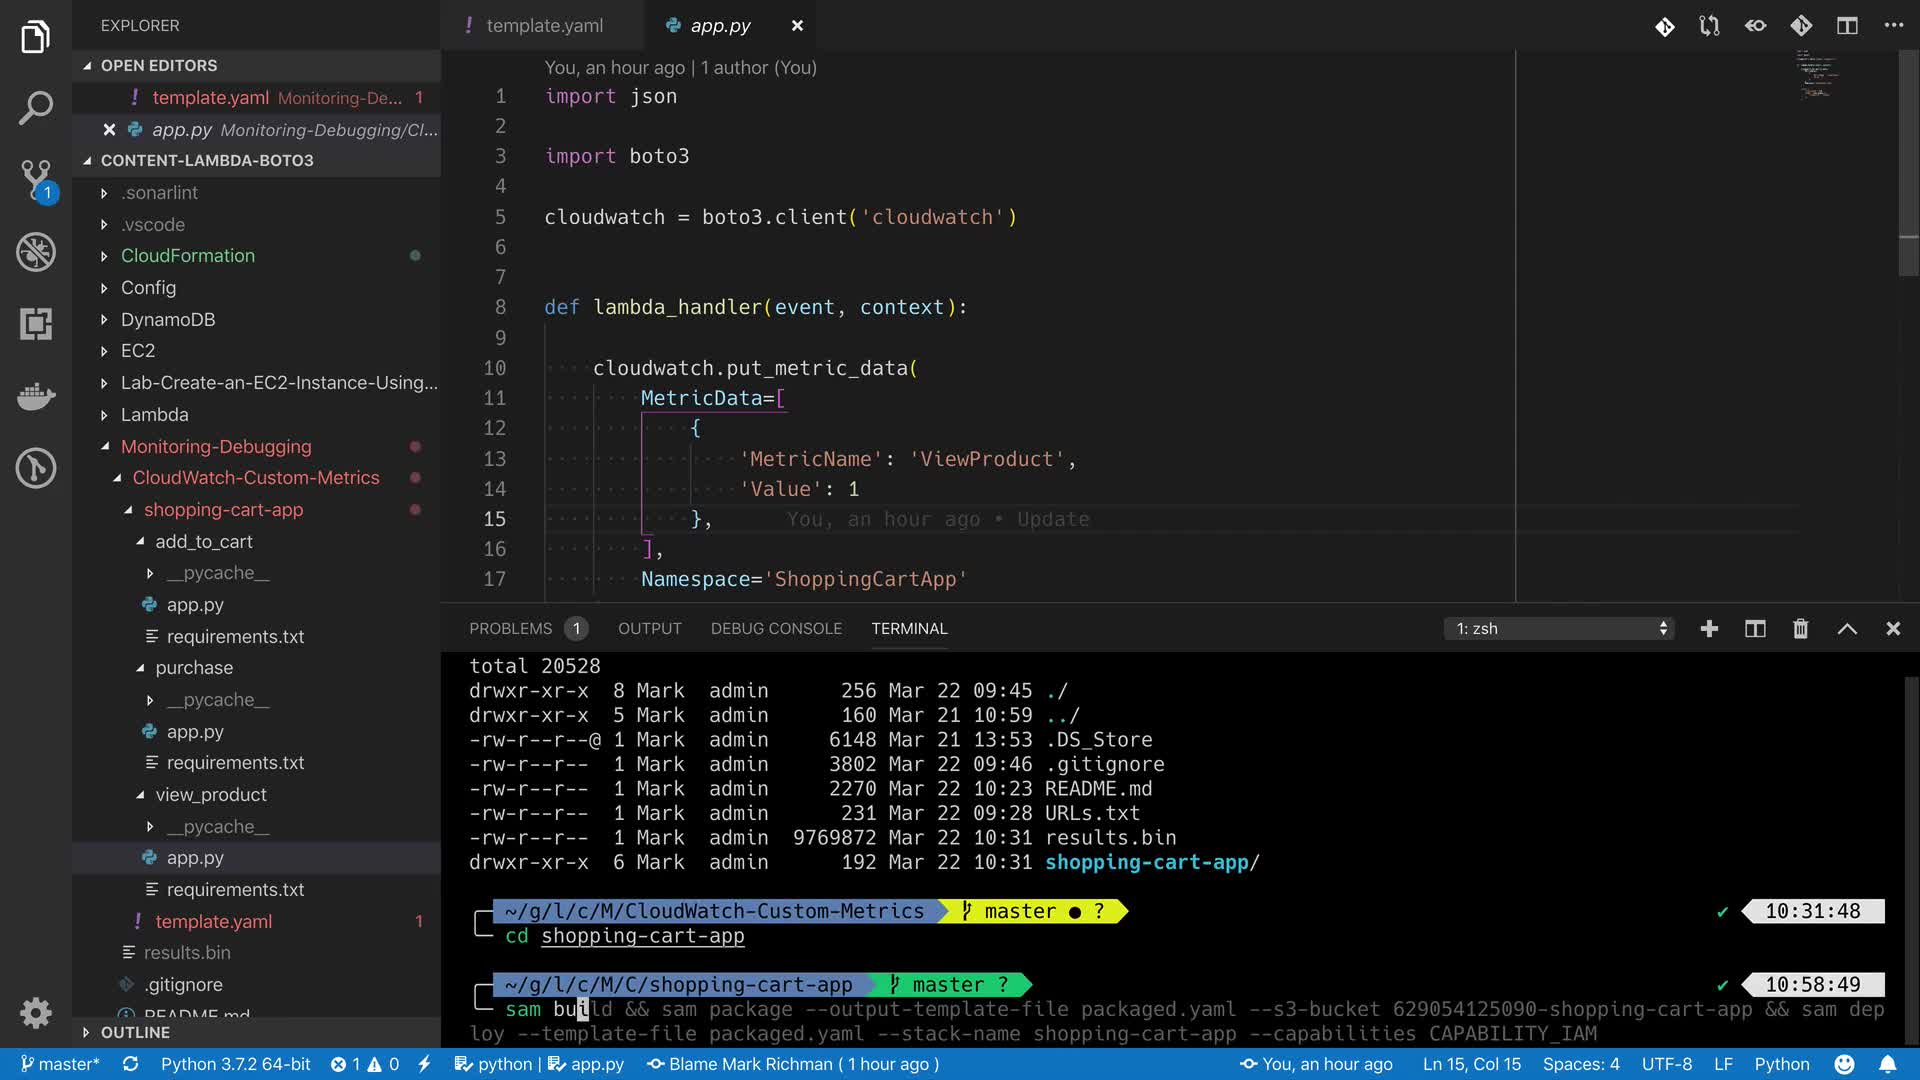 EXPLORER
OPEN EDITORS
! template.yaml Monitoring-De... 1
app.py Monitoring-Debugging/Cl...
CONTENT-LAMBDA-BOTO3
.sonarlint
.vscode
CloudFormation
Config
DynamoDB
EC2
Lab-Create-an-EC2-Instance-Using...
Lambda
Monitoring-Debugging
CloudWatch-Custom-Metrics
shopping-cart-app
add_to_cart
__pycache__
app.py
requirements.txt
purchase
__pycache__
app.py
requirements.txt
view_product
__pycache__
app.py
requirements.txt
! template.yaml 1
results.bin
.gitignore
README.md
OUTLINE
1
! template.yaml
app.py
You, an hour ago | 1 author (You)
1 import json
2
3 import boto3
4
5 cloudwatch = boto3.client('cloudwatch')
6
7
8 def lambda_handler(event, context):
9
10 cloudwatch.put_metric_data(
11 MetricData=[
12 {
13 'MetricName': 'ViewProduct',
14 'Value': 1
15 }, You, an hour ago • Update
16 ],
17 Namespace='ShoppingCartApp'
PROBLEMS 1 OUTPUT DEBUG CONSOLE TERMINAL 1: zsh
total 20528
drwxr-xr-x 8 Mark admin 256 Mar 22 09:45 ./
drwxr-xr-x 5 Mark admin 160 Mar 21 10:59 ../
-rw-r--r--@ 1 Mark admin 6148 Mar 21 13:53 .DS_Store
-rw-r--r-- 1 Mark admin 3802 Mar 22 09:46 .gitignore
-rw-r--r-- 1 Mark admin 2270 Mar 22 10:23 README.md
-rw-r--r-- 1 Mark admin 231 Mar 22 09:28 URLs.txt
-rw-r--r-- 1 Mark admin 9769872 Mar 22 10:31 results.bin
drwxr-xr-x 6 Mark admin 192 Mar 22 10:31 shopping-cart-app/
~/g/l/c/M/CloudWatch-Custom-Metrics master ● ? ✔ 10:31:48
cd shopping-cart-app
~/g/l/c/M/C/shopping-cart-app master ? ✔ 10:58:49
sam build && sam package --output-template-file packaged.yaml --s3-bucket 629054125090-shopping-cart-app && sam dep
loy --template-file packaged.yaml --stack-name shopping-cart-app --capabilities CAPABILITY_IAM
master* Python 3.7.2 64-bit 1 0 python | app.py Blame Mark Richman ( 1 hour ago ) You, an hour ago Ln 15, Col 15 Spaces: 4 UTF-8 LF Python